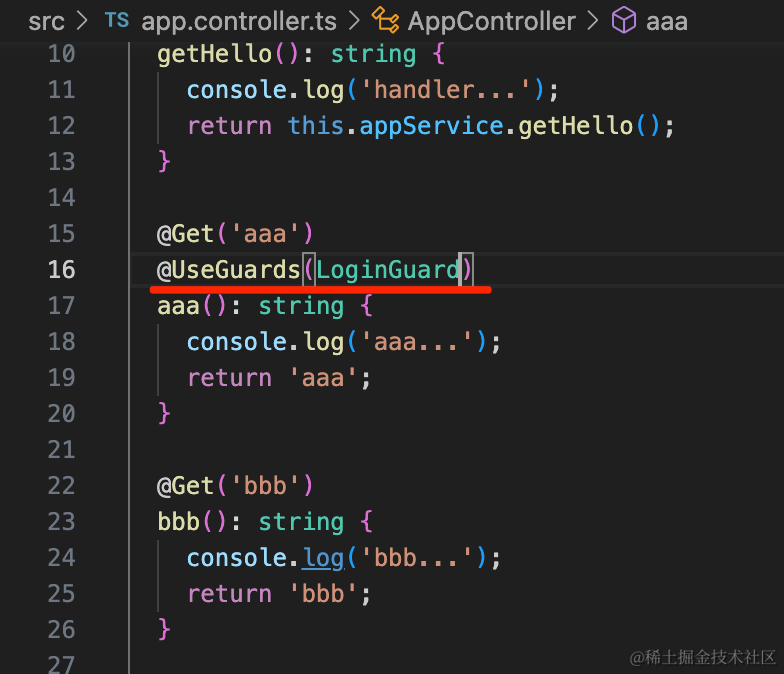 src > TS app.controller.ts > AppController > aaa
10 getHello(): string {
11 console.log('handler...');
12 return this.appService.getHello();
13 }
14
15 @Get('aaa')
16 @UseGuards(LoginGuard)
17 aaa(): string {
18 console.log('aaa...');
19 return 'aaa';
20 }
21
22 @Get('bbb')
23 bbb(): string {
24 console.log('bbb...');
25 return 'bbb';
26 }
27
@稀土掘金技术社区